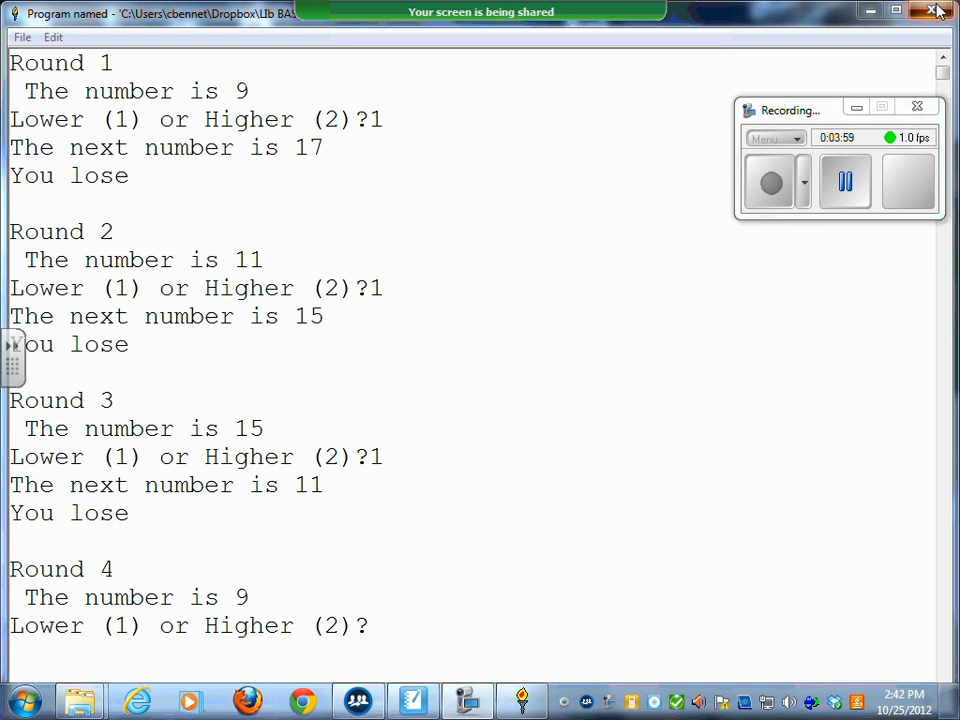 Program named - 'C:\Users\cbennet\Dropbox\LIb BAS
Your screen is being shared
File Edit
Round 1
The number is 9
Lower (1) or Higher (2)?1
The next number is 17
You lose
Round 2
The number is 11
Lower (1) or Higher (2)?1
The next number is 15
You lose
Round 3
The number is 15
Lower (1) or Higher (2)?1
The next number is 11
You lose
Round 4
The number is 9
Lower (1) or Higher (2)?
Recording...
Menu 0:03:59 1.0 fps
2:42 PM
10/25/2012